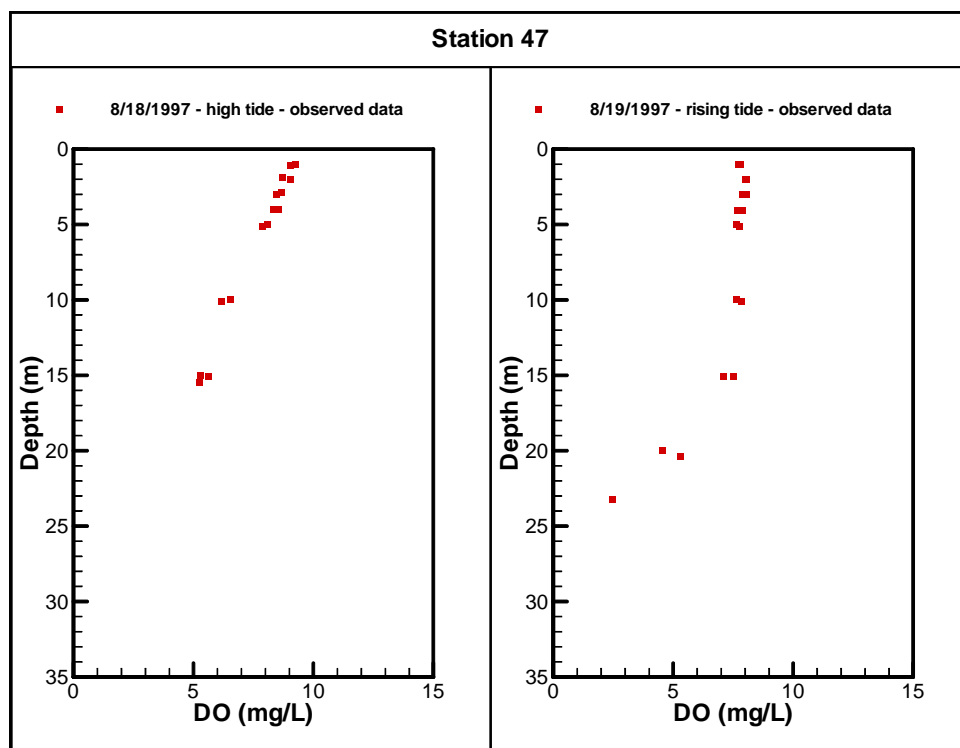 Station 47
8/18/1997 - high tide - observed data
0
5
10
15
20
25
30
35
Depth (m)
0 5 10 15
DO (mg/L)
8/19/1997 - rising tide - observed data
0
5
10
15
20
25
30
35
Depth (m)
0 5 10 15
DO (mg/L)